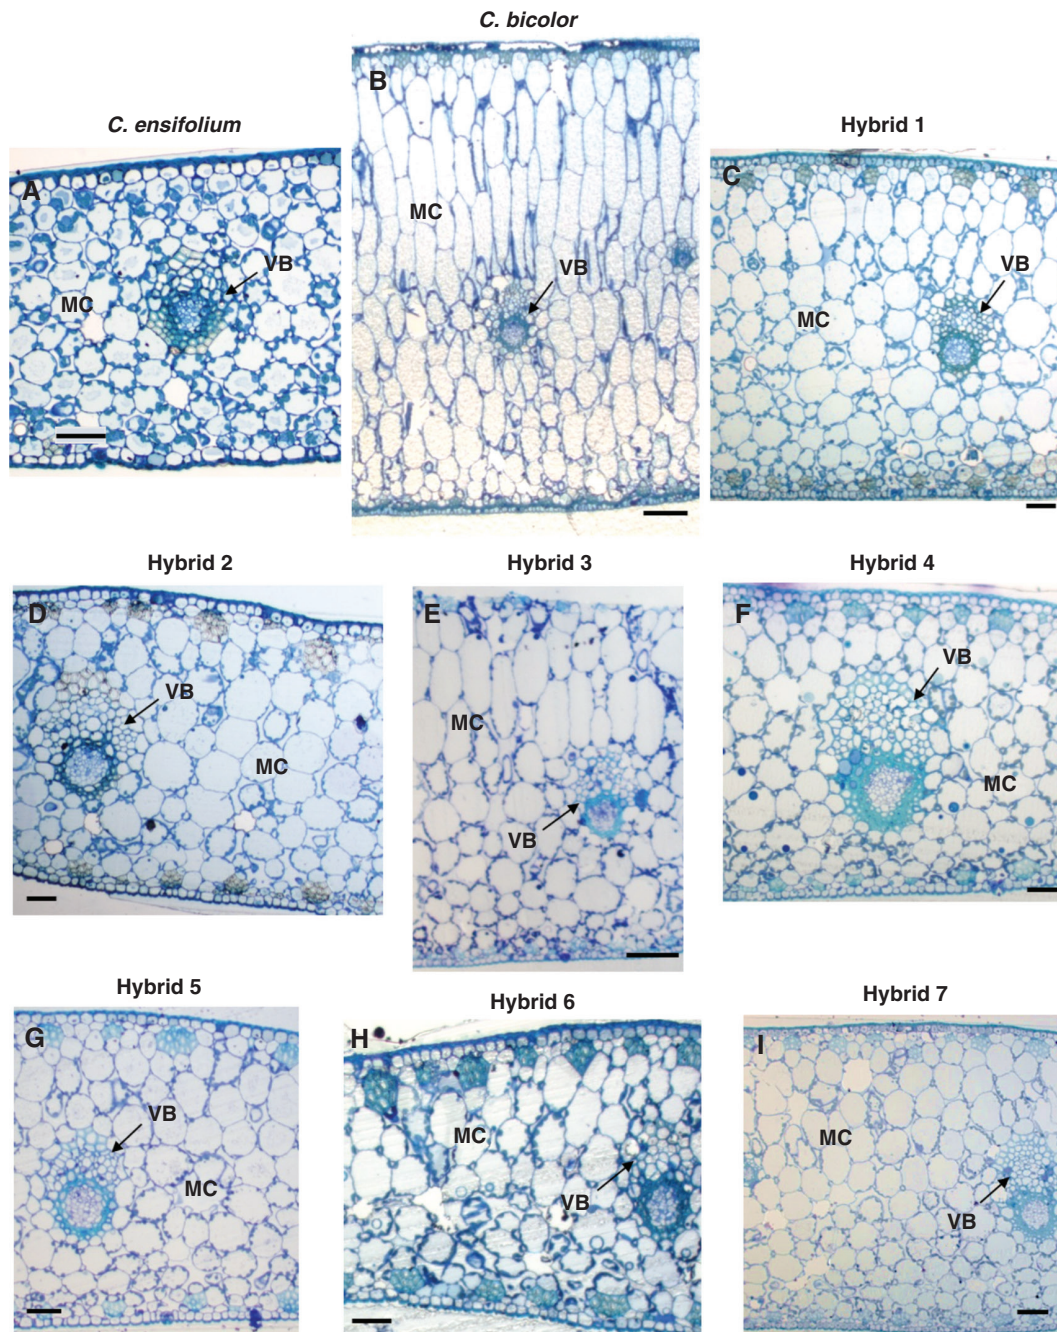 C. bicolor
C. ensifolium
Hybrid 1
A
VB
MC
B
MC
VB
C
VB
MC
Hybrid 2
Hybrid 3
Hybrid 4
D
VB
MC
E
MC
VB
F
VB
MC
Hybrid 5
Hybrid 6
Hybrid 7
G
VB
MC
H
MC
VB
I
MC
VB